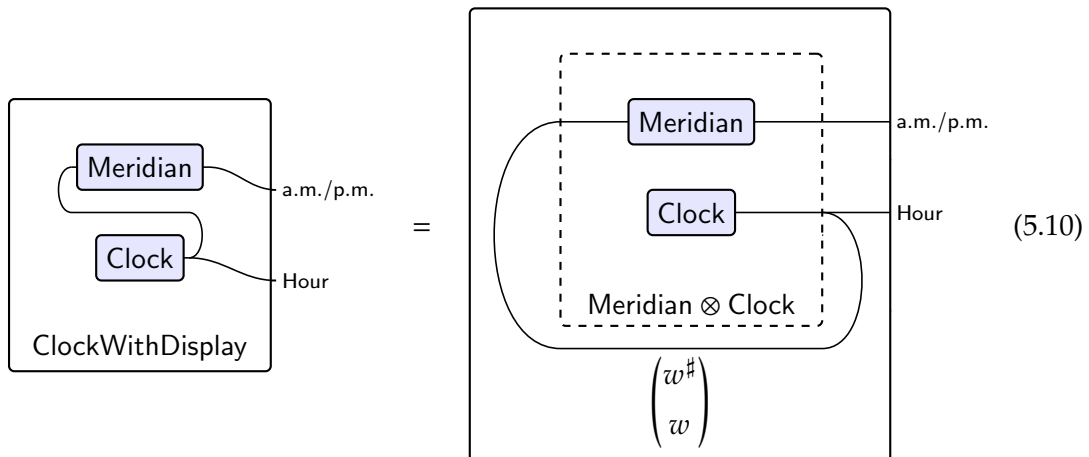 Meridian
a.m./p.m.
Clock
Hour
ClockWithDisplay
=
Meridian
a.m./p.m.
Clock
Hour
Meridian ⊗ Clock
(w♯
w)
(5.10)